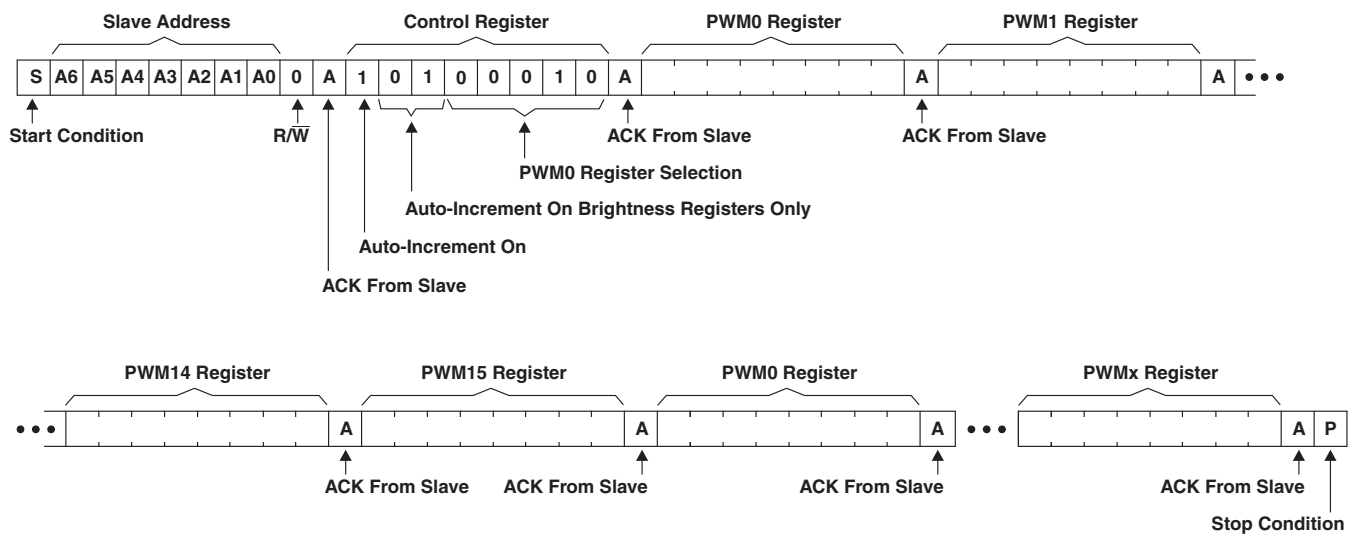 Slave Address Control Register PWM0 Register PWM1 Register
S A6 A5 A4 A3 A2 A1 A0 0 A 1 0 1 0 0 0 1 0 A A A
Start Condition R/W̅ ACK From Slave ACK From Slave
PWM0 Register Selection
Auto-Increment On Brightness Registers Only
Auto-Increment On
ACK From Slave
PWM14 Register PWM15 Register PWM0 Register PWMx Register
A A A A P
ACK From Slave ACK From Slave ACK From Slave ACK From Slave
Stop Condition